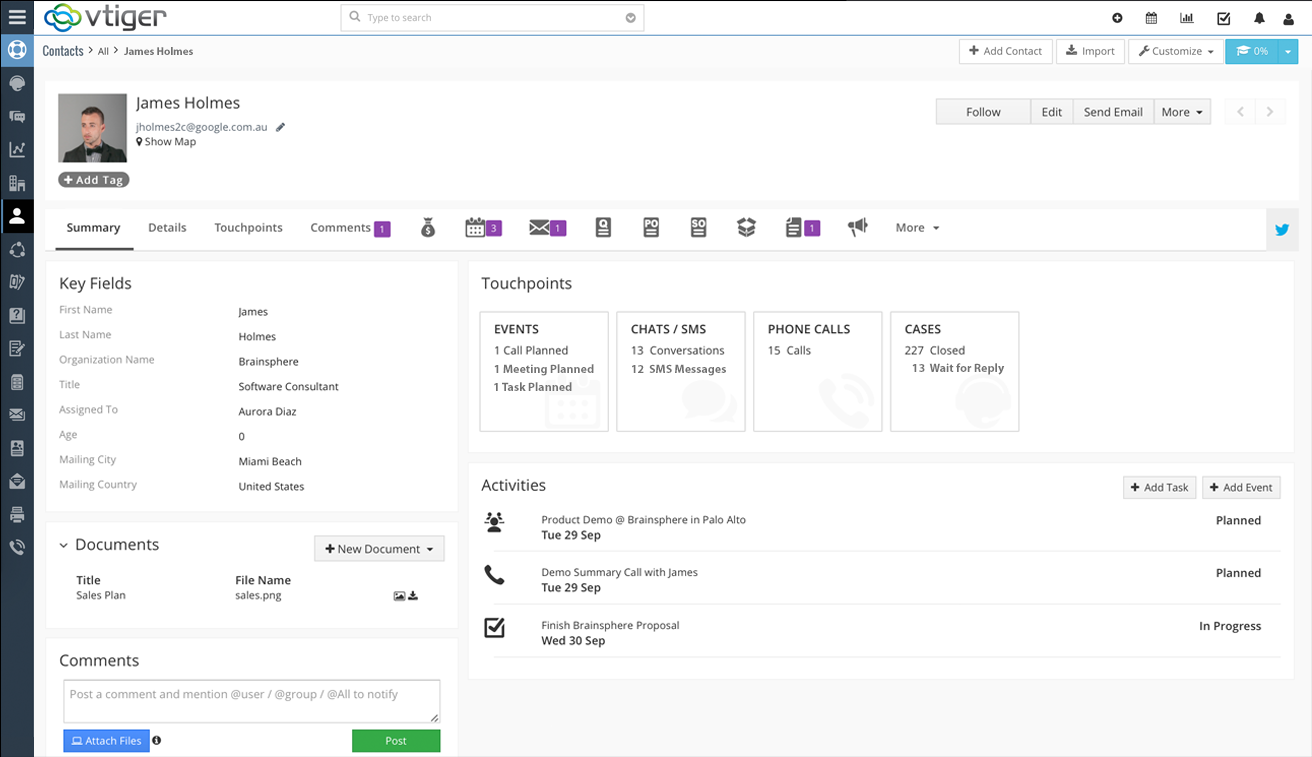 vtiger
Type to search
Contacts > All > James Holmes
+ Add Contact
Import
Customize
0%
James Holmes
jholmes2c@google.com.au
Show Map
+ Add Tag
Follow
Edit
Send Email
More
Summary
Details
Touchpoints
Comments 1
3
1
Q
PO
SO
1
More
Key Fields
First Name James
Last Name Holmes
Organization Name Brainsphere
Title Software Consultant
Assigned To Aurora Diaz
Age 0
Mailing City Miami Beach
Mailing Country United States
Documents
+ New Document
Title File Name
Sales Plan sales.png
Comments
Post a comment and mention @user / @group / @All to notify
Attach Files
Post
Touchpoints
EVENTS
1 Call Planned
1 Meeting Planned
1 Task Planned
CHATS / SMS
13 Conversations
12 SMS Messages
PHONE CALLS
15 Calls
CASES
227 Closed
13 Wait for Reply
Activities
+ Add Task
+ Add Event
Product Demo @ Brainsphere in Palo Alto
Tue 29 Sep
Planned
Demo Summary Call with James
Tue 29 Sep
Planned
Finish Brainsphere Proposal
Wed 30 Sep
In Progress